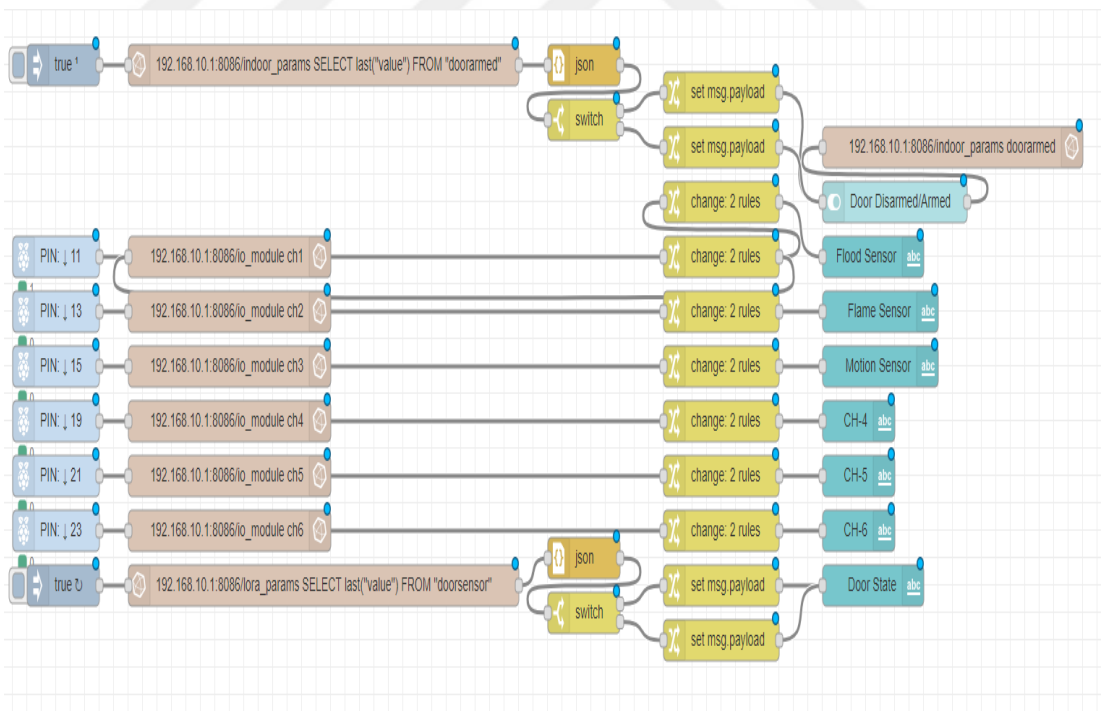 true ¹
192.168.10.1:8086/indoor_params SELECT last("value") FROM "doorarmed"
json
set msg.payload
switch
set msg.payload
192.168.10.1:8086/indoor_params doorarmed
change: 2 rules
Door Disarmed/Armed
PIN: ↓ 11
192.168.10.1:8086/io_module ch1
change: 2 rules
Flood Sensor
abc
1
PIN: ↓ 13
192.168.10.1:8086/io_module ch2
change: 2 rules
Flame Sensor
abc
0
PIN: ↓ 15
192.168.10.1:8086/io_module ch3
change: 2 rules
Motion Sensor
abc
0
PIN: ↓ 19
192.168.10.1:8086/io_module ch4
change: 2 rules
CH-4
abc
0
PIN: ↓ 21
192.168.10.1:8086/io_module ch5
change: 2 rules
CH-5
abc
0
PIN: ↓ 23
192.168.10.1:8086/io_module ch6
change: 2 rules
CH-6
abc
0
json
true ↻
192.168.10.1:8086/lora_params SELECT last("value") FROM "doorsensor"
set msg.payload
Door State
abc
switch
set msg.payload